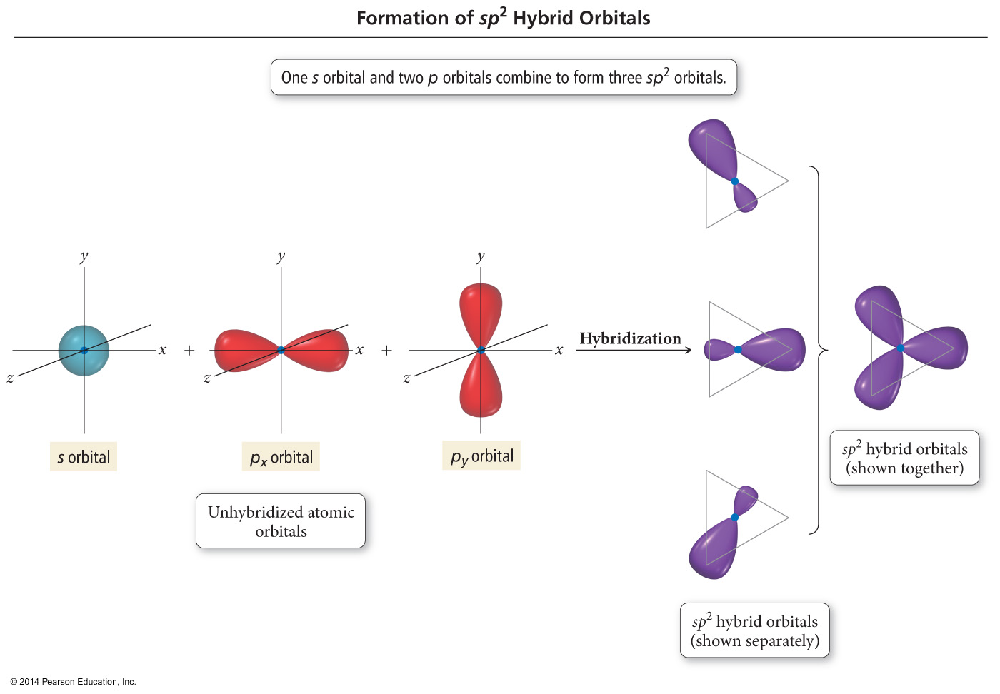 Formation of sp² Hybrid Orbitals
One s orbital and two p orbitals combine to form three sp² orbitals.
y
x
z
+
y
x
z
+
y
x
z
Hybridization
s orbital
pₓ orbital
p_y orbital
Unhybridized atomic
orbitals
sp² hybrid orbitals
(shown together)
sp² hybrid orbitals
(shown separately)
© 2014 Pearson Education, Inc.